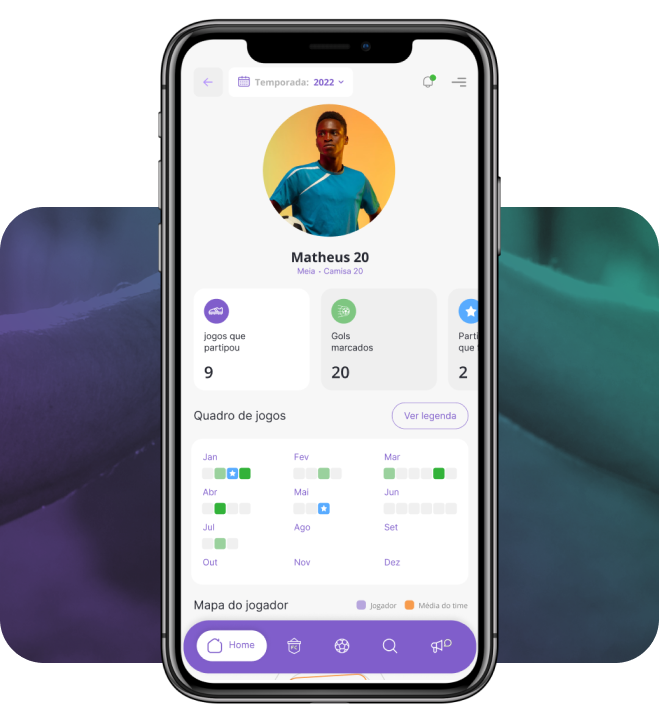 Temporada: 2022
Matheus 20
Meia - Camisa 20
jogos que
partipou
9
Gols
marcados
20
Parti
que
2
Quadro de jogos
Ver legenda
Jan Fev Mar
Abr Mai Jun
Jul Ago Set
Out Nov Dez
Mapa do jogador
Jogador
Média do time
Home
FC